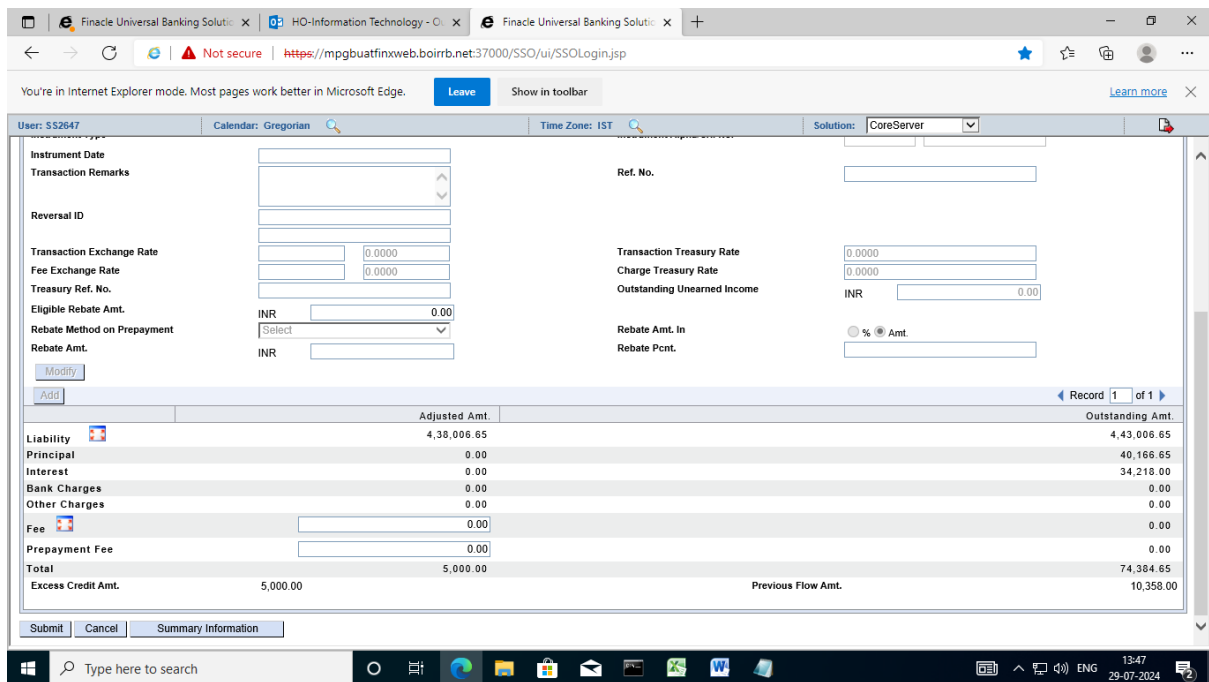 Finacle Universal Banking Solutio
HO-Information Technology - Ou
Finacle Universal Banking Solutio
Not secure | https://mpgbuatfinxweb.boirrb.net:37000/SSO/ui/SSOLogin.jsp
You're in Internet Explorer mode. Most pages work better in Microsoft Edge. Leave Show in toolbar Learn more
User: SS2647 Calendar: Gregorian Time Zone: IST Solution: CoreServer
Instrument Date
Transaction Remarks Ref. No.
Reversal ID
Transaction Exchange Rate 0.0000 Transaction Treasury Rate 0.0000
Fee Exchange Rate 0.0000 Charge Treasury Rate 0.0000
Treasury Ref. No. Outstanding Unearned Income INR 0.00
Eligible Rebate Amt. INR 0.00
Rebate Method on Prepayment Select Rebate Amt. In % Amt.
Rebate Amt. INR Rebate Pcnt.
Modify
Add Record 1 of 1
Adjusted Amt. Outstanding Amt.
Liability 4,38,006.65 4,43,006.65
Principal 0.00 40,166.65
Interest 0.00 34,218.00
Bank Charges 0.00 0.00
Other Charges 0.00 0.00
Fee 0.00 0.00
Prepayment Fee 0.00 0.00
Total 5,000.00 74,384.65
Excess Credit Amt. 5,000.00 Previous Flow Amt. 10,358.00
Submit Cancel Summary Information
Type here to search ENG 13:47
29-07-2024